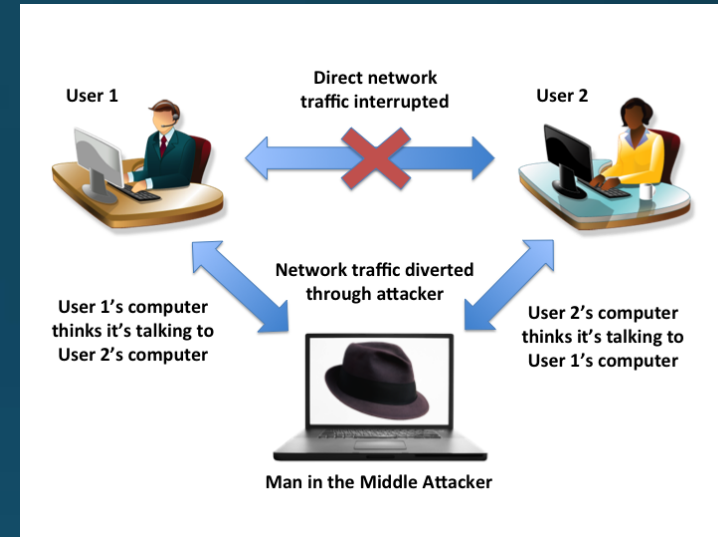 Direct network
traffic interrupted
User 1
User 2
Network traffic diverted
through attacker
User 1's computer
thinks it's talking to
User 2's computer
User 2's computer
thinks it's talking to
User 1's computer
Man in the Middle Attacker